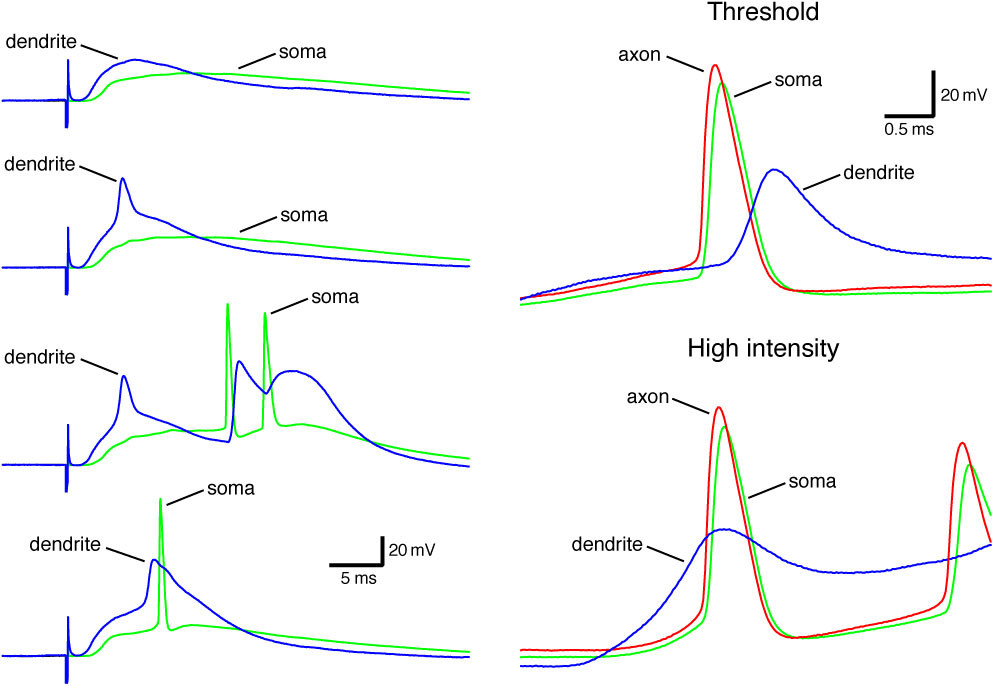 dendrite
soma
dendrite
soma
soma
dendrite
soma
dendrite
20 mV
5 ms
Threshold
axon
soma
20 mV
0.5 ms
dendrite
High intensity
axon
soma
dendrite